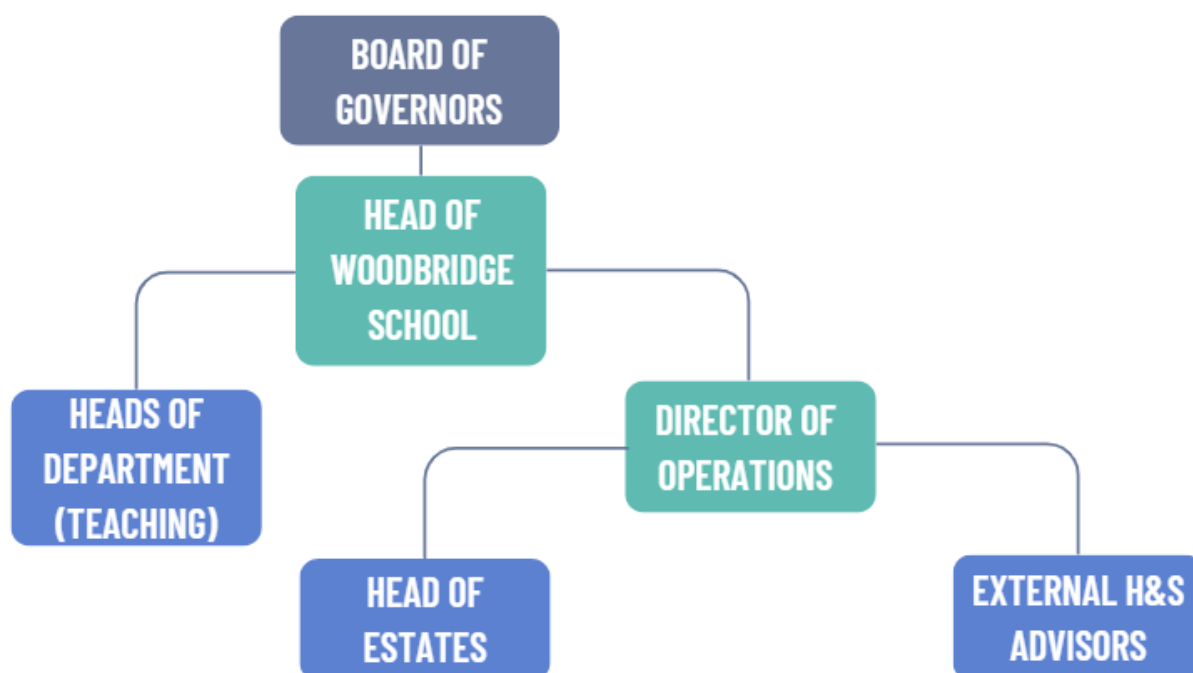 BOARD OF
GOVERNORS
HEAD OF
WOODBRIDGE
SCHOOL
HEADS OF
DEPARTMENT
(TEACHING)
DIRECTOR OF
OPERATIONS
HEAD OF
ESTATES
EXTERNAL H&S
ADVISORS